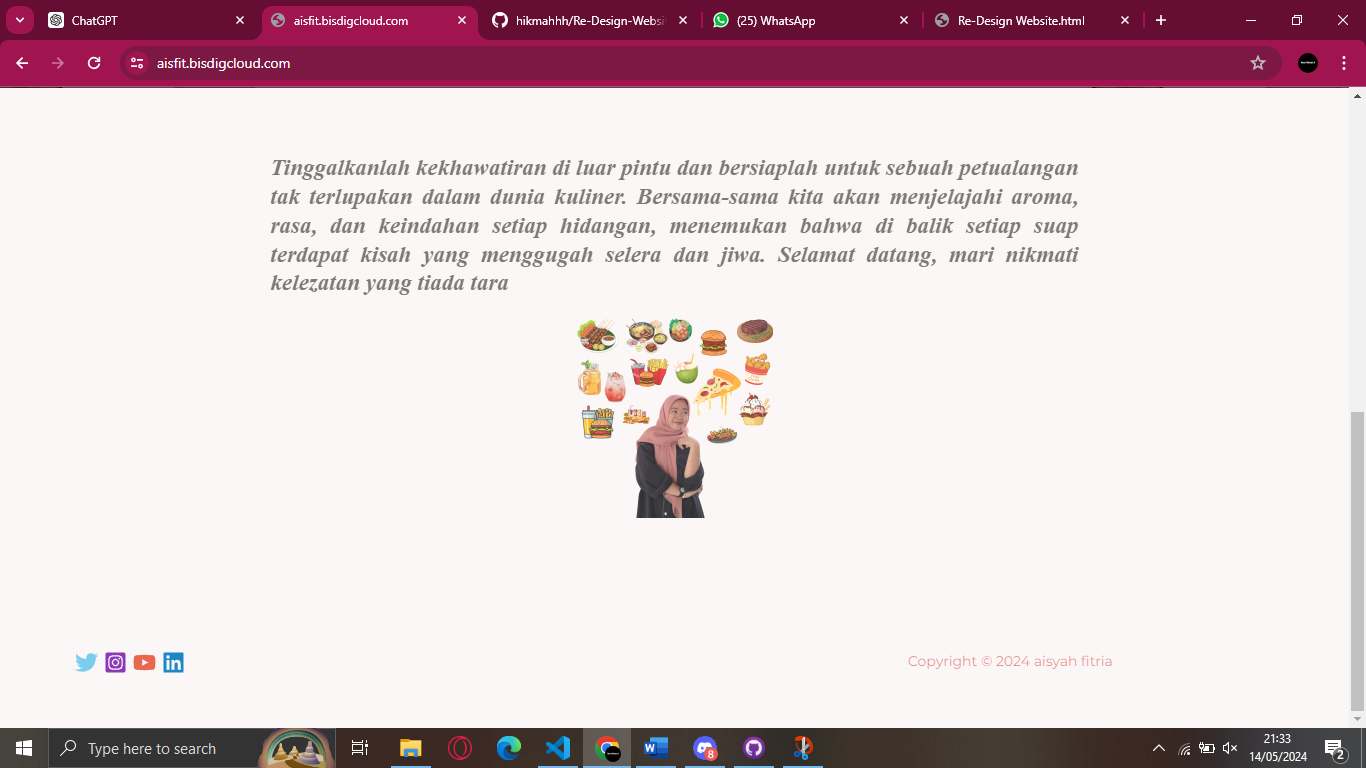 ChatGPT
aisfit.bisdigcloud.com
hikmahhh/Re-Design-Websi
(25) WhatsApp
Re-Design Website.html
aisfit.bisdigcloud.com
Tinggalkanlah kekhawatiran di luar pintu dan bersiaplah untuk sebuah petualangan
tak terlupakan dalam dunia kuliner. Bersama-sama kita akan menjelajahi aroma,
rasa, dan keindahan setiap hidangan, menemukan bahwa di balik setiap suap
terdapat kisah yang menggugah selera dan jiwa. Selamat datang, mari nikmati
kelezatan yang tiada tara
Copyright © 2024 aisyah fitria
Type here to search
8
21:33
14/05/2024
2